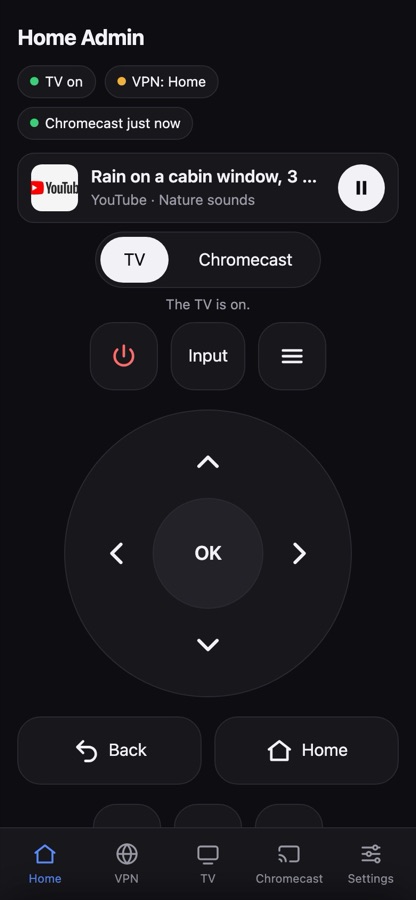 Home Admin
TV on
VPN: Home
Chromecast just now
YouTub
Rain on a cabin window, 3 ...
YouTube · Nature sounds
TV
Chromecast
The TV is on.
Input
OK
Back
Home
Home
VPN
TV
Chromecast
Settings